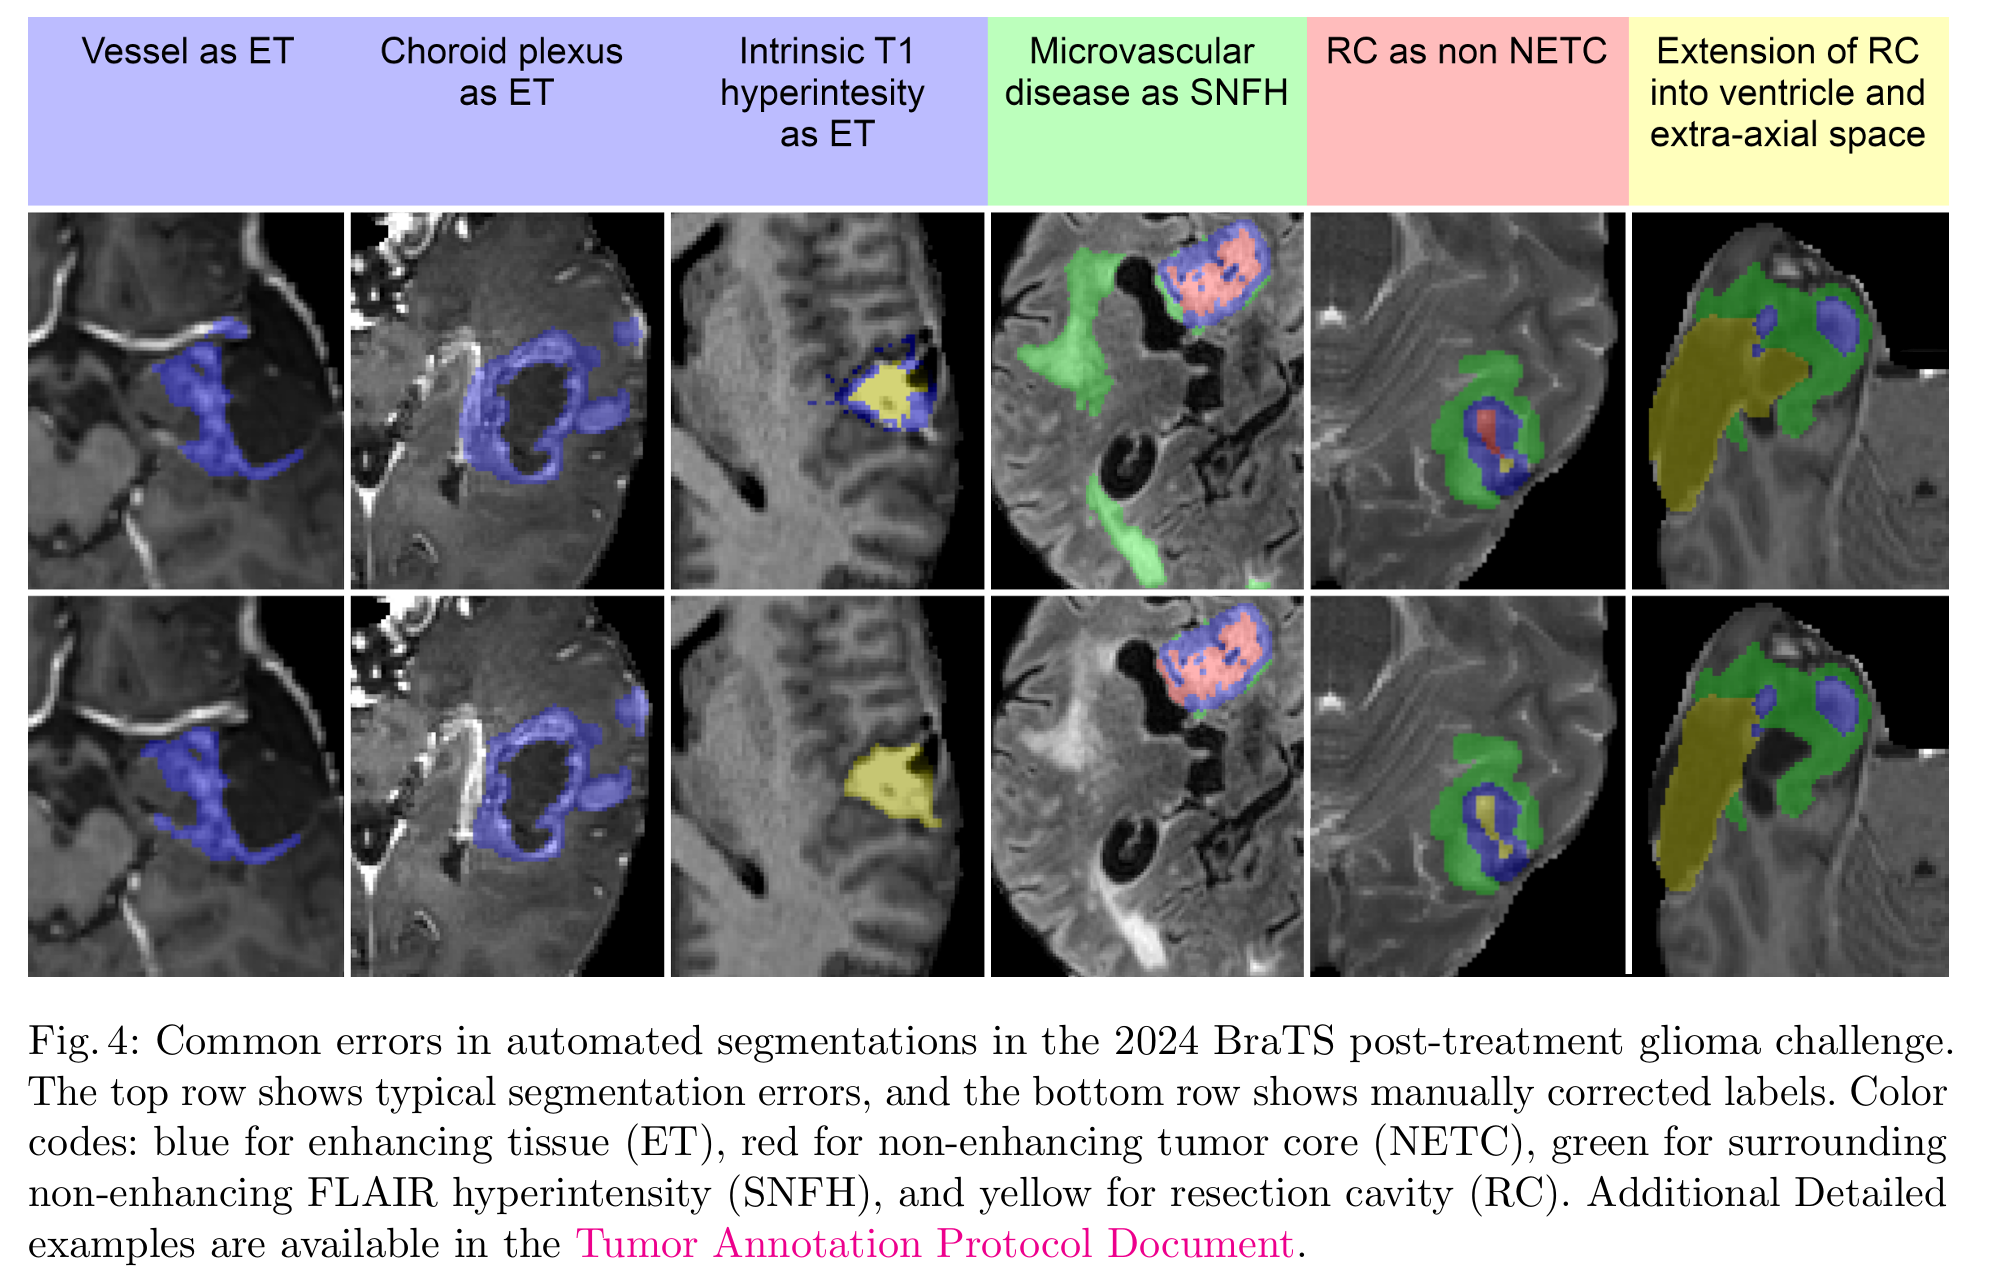 Vessel as ET
Choroid plexus
as ET
Intrinsic T1
hyperintesity
as ET
Microvascular
disease as SNFH
RC as non NETC
Extension of RC
into ventricle and
extra-axial space
Fig. 4: Common errors in automated segmentations in the 2024 BraTS post-treatment glioma challenge.
The top row shows typical segmentation errors, and the bottom row shows manually corrected labels. Color
codes: blue for enhancing tissue (ET), red for non-enhancing tumor core (NETC), green for surrounding
non-enhancing FLAIR hyperintensity (SNFH), and yellow for resection cavity (RC). Additional Detailed
examples are available in the Tumor Annotation Protocol Document.